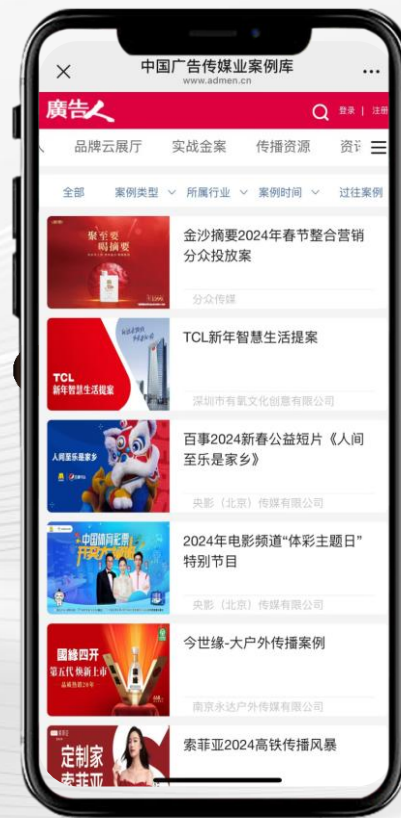 中国广告传媒业案例库
www.admen.cn
廣告人
登录 | 注册
品牌云展厅 实战金案 传播资源 资讯
全部 案例类型 所属行业 案例时间 过往案例
聚至要
喝摘要
金沙摘要2024年春节整合营销
分众投放案
分众传媒
TCL
新年智慧生活提案
TCL新年智慧生活提案
深圳市有氧文化创意有限公司
人间至乐是家乡
百事2024新春公益短片《人间
至乐是家乡》
央影（北京）传媒有限公司
中国体育彩票
开奖大直播
2024年电影频道“体彩主题日”
特别节目
央影（北京）传媒有限公司
國緣四开
第五代 焕新上市
今世缘-大户外传播案例
南京永达户外传媒有限公司
定制家
索菲亚
索菲亚2024高铁传播风暴